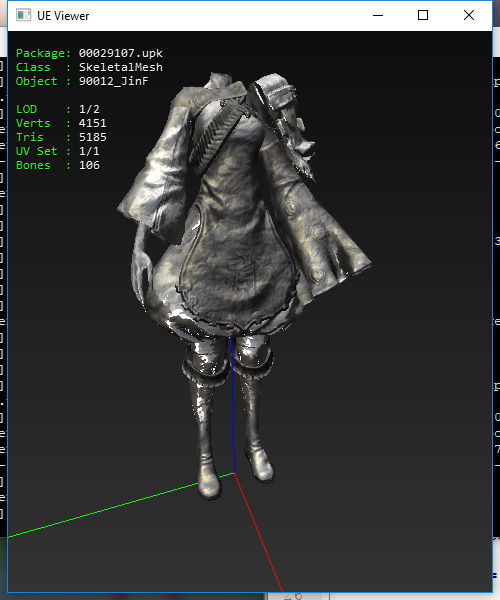 UE Viewer
Package: 00029107.upk
Class  : SkeletalMesh
Object : 90012_JinF
LOD    : 1/2
Verts  : 4151
Tris   : 5185
UV Set : 1/1
Bones  : 106